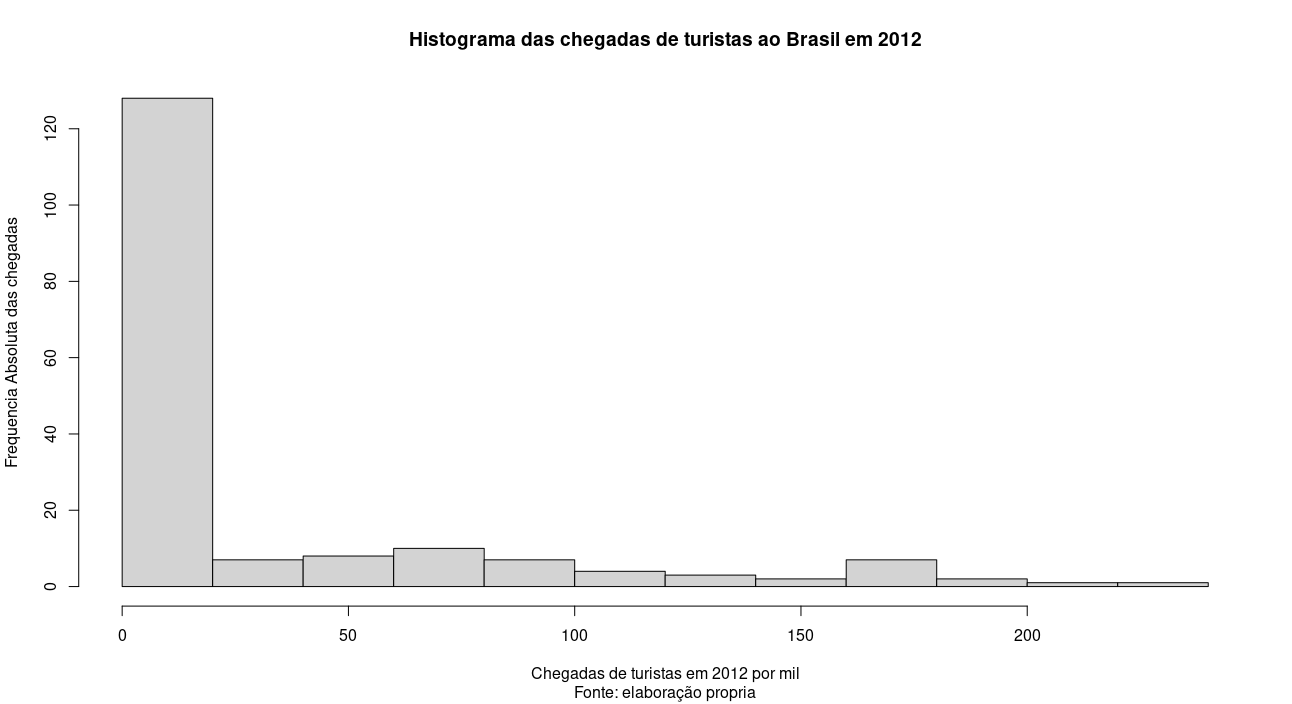 Histograma das chegadas de turistas ao Brasil em 2012
Frequencia Absoluta das chegadas
120
100
80
60
40
20
0
0 50 100 150 200
Chegadas de turistas em 2012 por mil
Fonte: elaboração propria